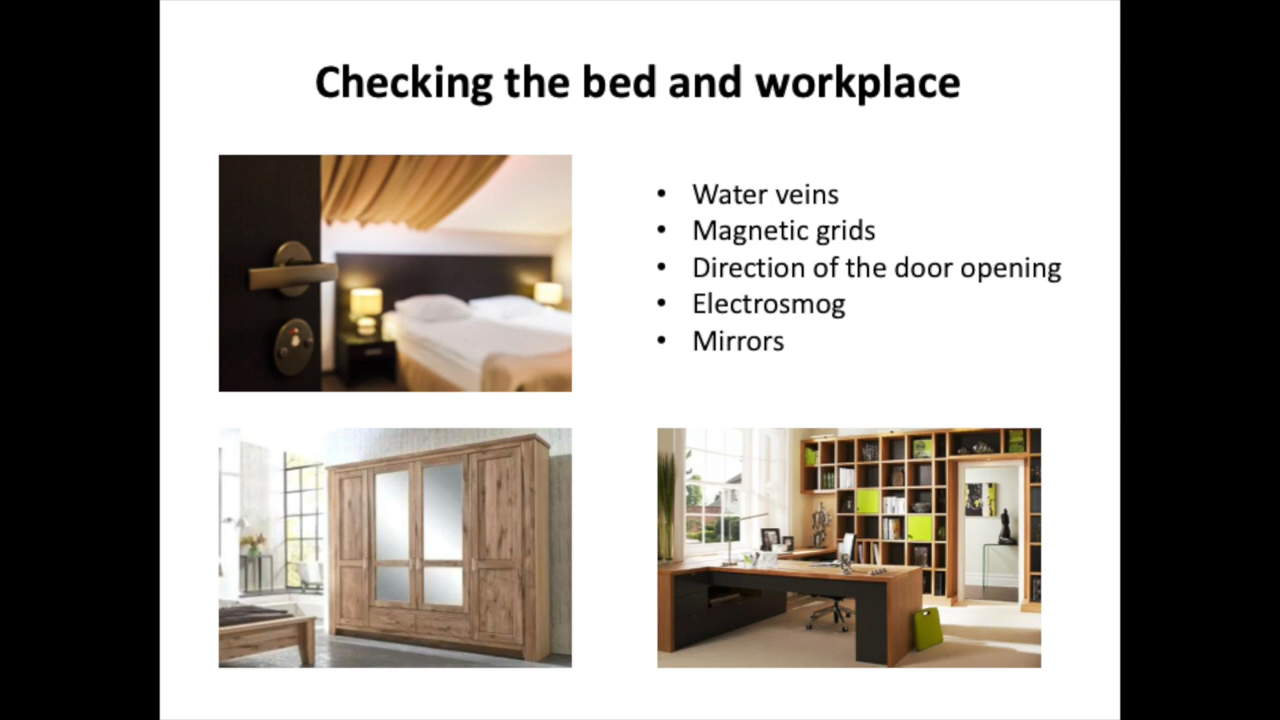 Checking the bed and workplace
• Water veins
• Magnetic grids
• Direction of the door opening
• Electrosmog
• Mirrors